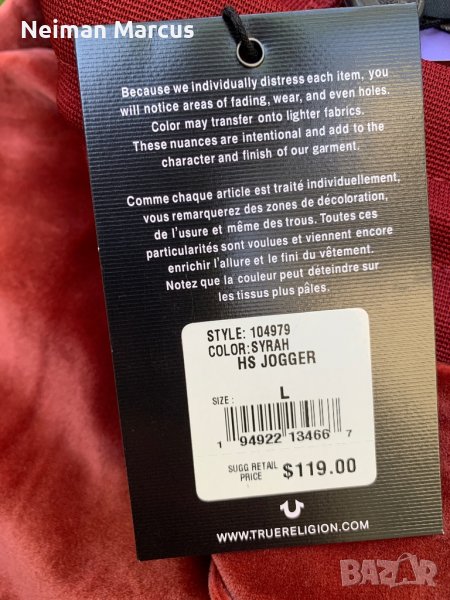 Neiman Marcus
Because we individually distress each item, you
will notice areas of fading, wear, and even holes.
Color may transfer onto lighter fabrics.
These nuances are intentional and add to the
character and finish of our garment.
Comme chaque article est traité individuellement,
vous remarquerez des zones de décoloration,
de l'usure et même des trous. Toutes ces
particularités sont voulues et viennent encore
enrichir l'allure et le fini du vêtement.
Notez que la couleur peut déteindre sur
les tissus plus pâles.
STYLE: 104979
COLOR:SYRAH
HS JOGGER
SIZE : L
1 94922 13466 7
SUGG RETAIL
PRICE $119.00
WWW.TRUERELIGION.COM
BAZAR